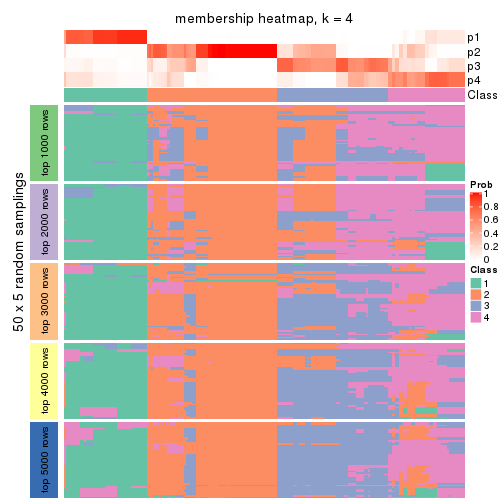 membership heatmap, k = 4
p1
p2
p3
p4
Class
50 x 5 random samplings
top 1000 rows
top 2000 rows
top 3000 rows
top 4000 rows
top 5000 rows
Prob
1
0.8
0.6
0.4
0.2
0
Class
1
2
3
4